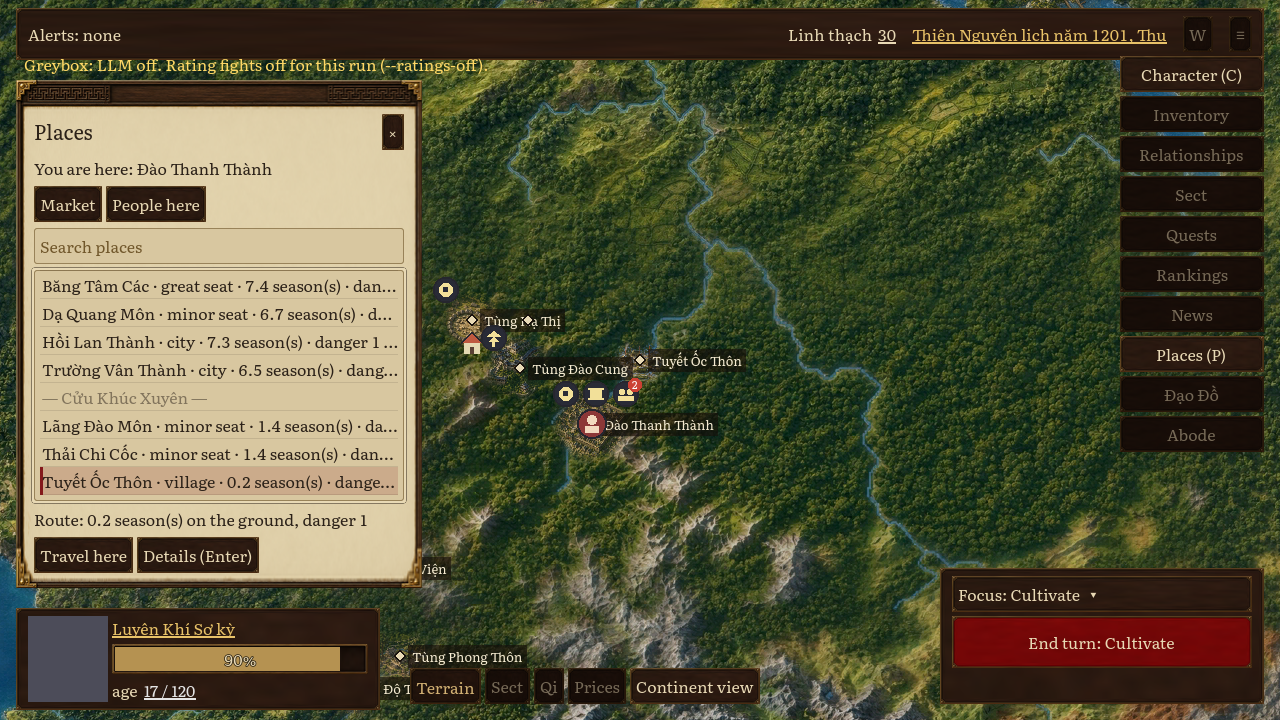 Alerts: none
Linh thạch 30 Thiên Nguyên lịch năm 1201, Thu W ≡
Greybox: LLM off. Rating fights off for this run (--ratings-off).
Places ×
You are here: Đào Thanh Thành
Market People here
Search places
Băng Tâm Các · great seat · 7.4 season(s) · dan...
Dạ Quang Môn · minor seat · 6.7 season(s) · d...
Hồi Lan Thành · city · 7.3 season(s) · danger 1 ...
Trường Vân Thành · city · 6.5 season(s) · dang...
— Cửu Khúc Xuyên —
Lãng Đào Môn · minor seat · 1.4 season(s) · da...
Thải Chi Cốc · minor seat · 1.4 season(s) · dan...
Tuyết Ốc Thôn · village · 0.2 season(s) · dange...
Route: 0.2 season(s) on the ground, danger 1
Travel here Details (Enter)
Tùng Thị
Tùng Đào Cung
Tuyết Ốc Thôn
2
Đào Thanh Thành
Viện
Tùng Phong Thôn
Độ
Character (C)
Inventory
Relationships
Sect
Quests
Rankings
News
Places (P)
Đạo Đồ
Abode
Luyện Khí Sơ kỳ
90%
age 17 / 120
Terrain Sect Qi Prices Continent view
Focus: Cultivate ▾
End turn: Cultivate